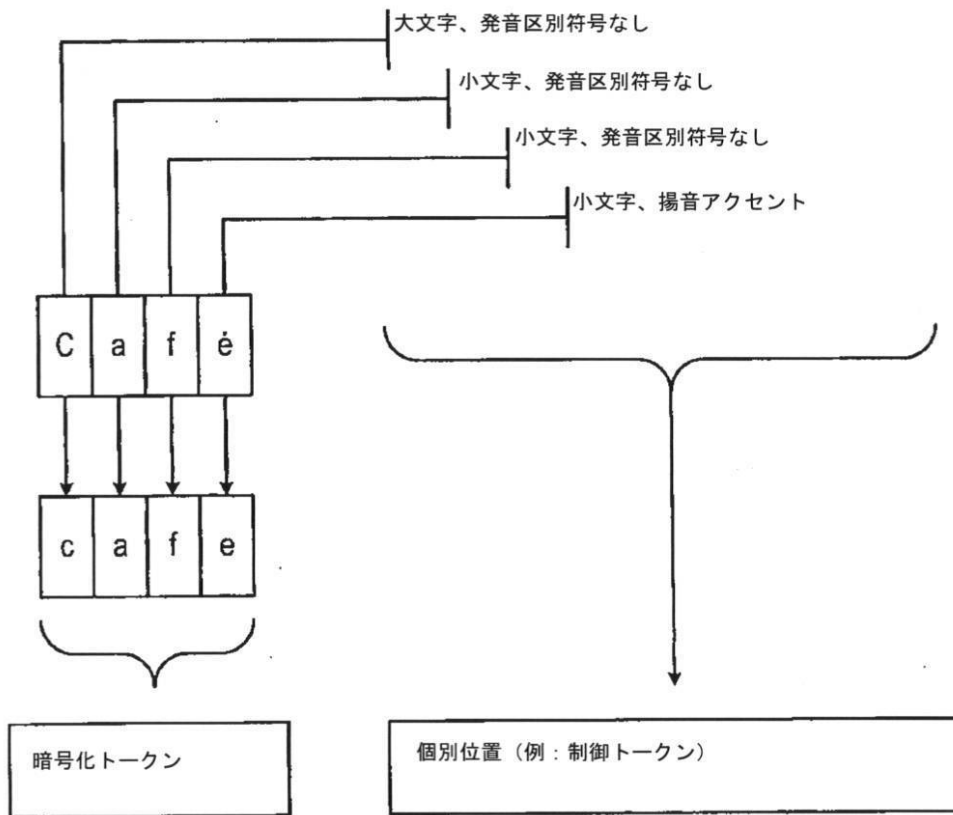 大文字、発音区別符号なし
小文字、発音区別符号なし
小文字、発音区別符号なし
小文字、揚音アクセント
C a f é
c a f e
暗号化トークン
個別位置（例：制御トークン）